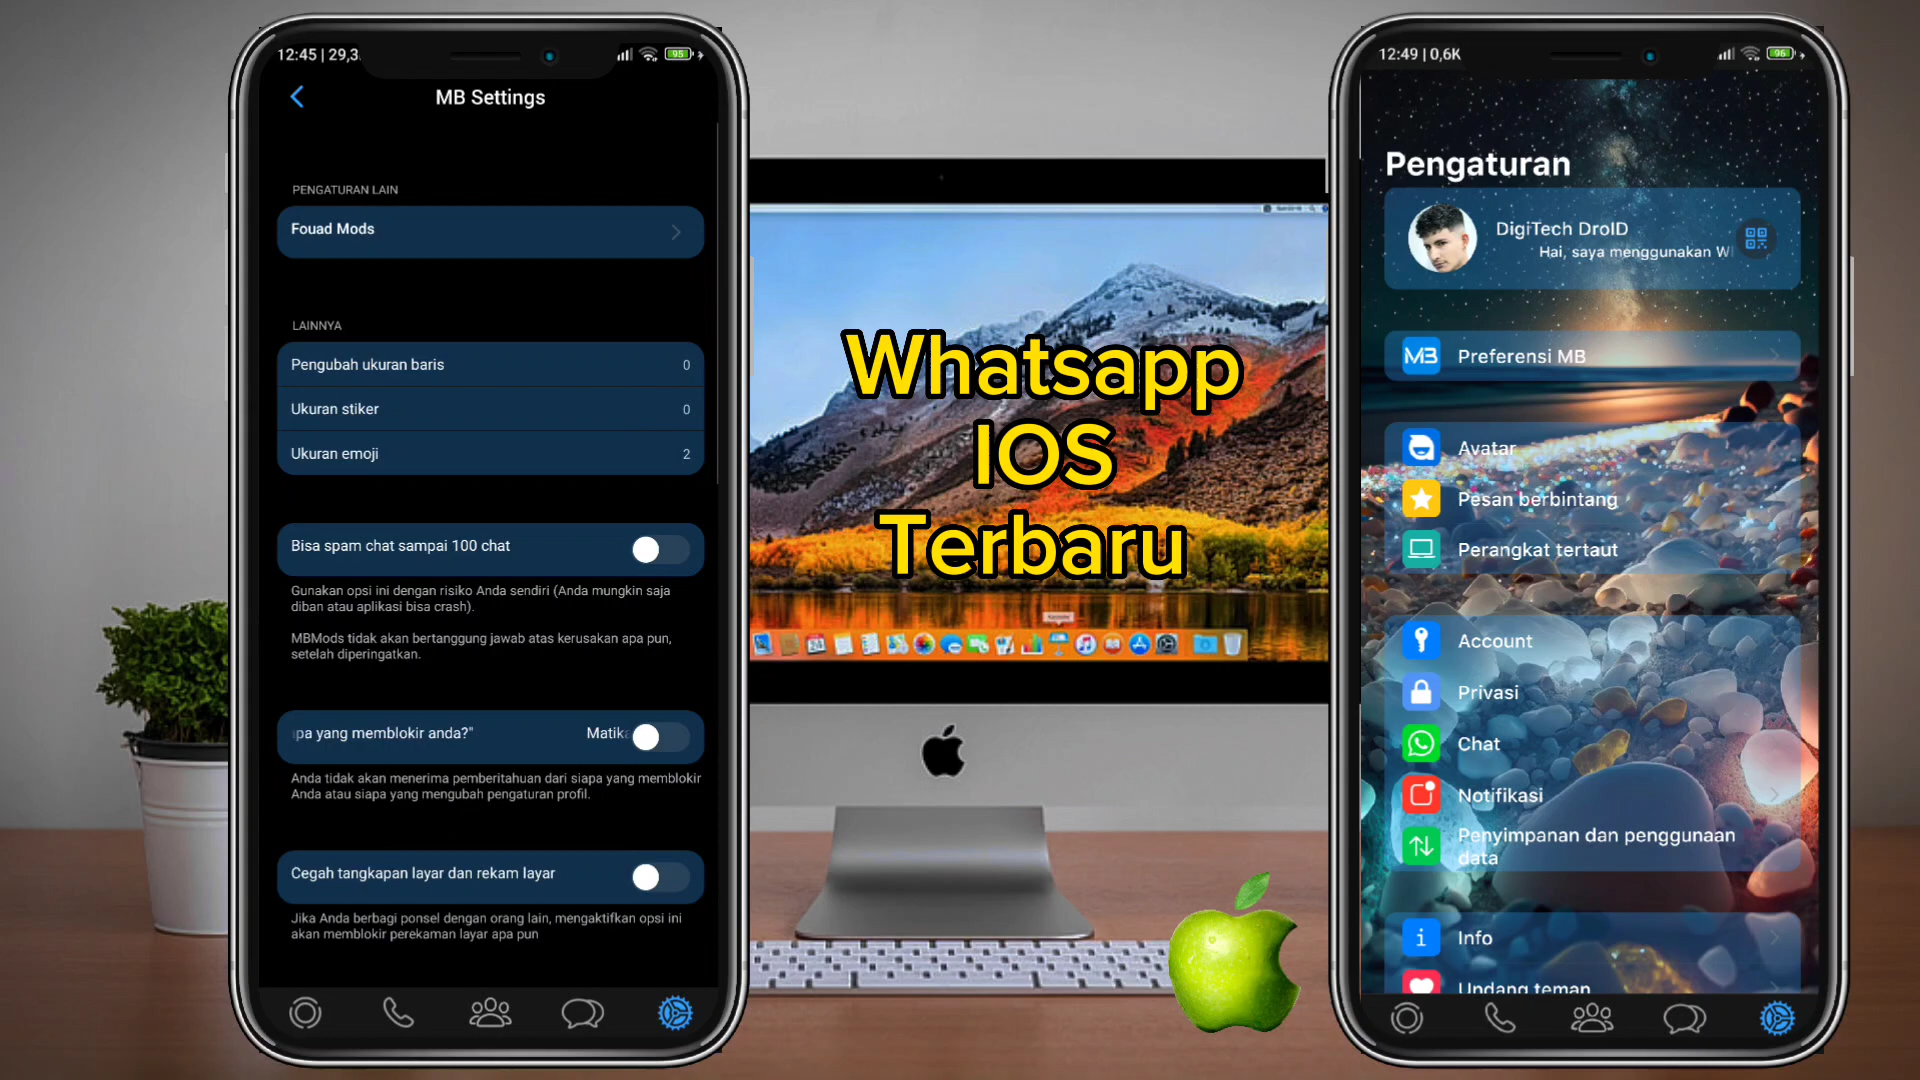 12:45 | 29,3
95
MB Settings
PENGATURAN LAIN
Fouad Mods
LAINNYA
Pengubah ukuran baris 0
Ukuran stiker 0
Ukuran emoji 2
Bisa spam chat sampai 100 chat
Gunakan opsi ini dengan risiko Anda sendiri (Anda mungkin saja
diban atau aplikasi bisa crash).
MBMods tidak akan bertanggung jawab atas kerusakan apa pun,
setelah diperingatkan.
pa yang memblokir anda?" Matik
Anda tidak akan menerima pemberitahuan dari siapa yang memblokir
Anda atau siapa yang mengubah pengaturan profil.
Cegah tangkapan layar dan rekam layar
Jika Anda berbagi ponsel dengan orang lain, mengaktifkan opsi ini
akan memblokir perekaman layar apa pun
Whatsapp
IOS
Terbaru
12:49 | 0,6K
96
Pengaturan
DigiTech DroID
Hai, saya menggunakan W
MB Preferensi MB
Avatar
Pesan berbintang
Perangkat tertaut
Account
Privasi
Chat
Notifikasi
Penyimpanan dan penggunaan
data
Info
Undang teman